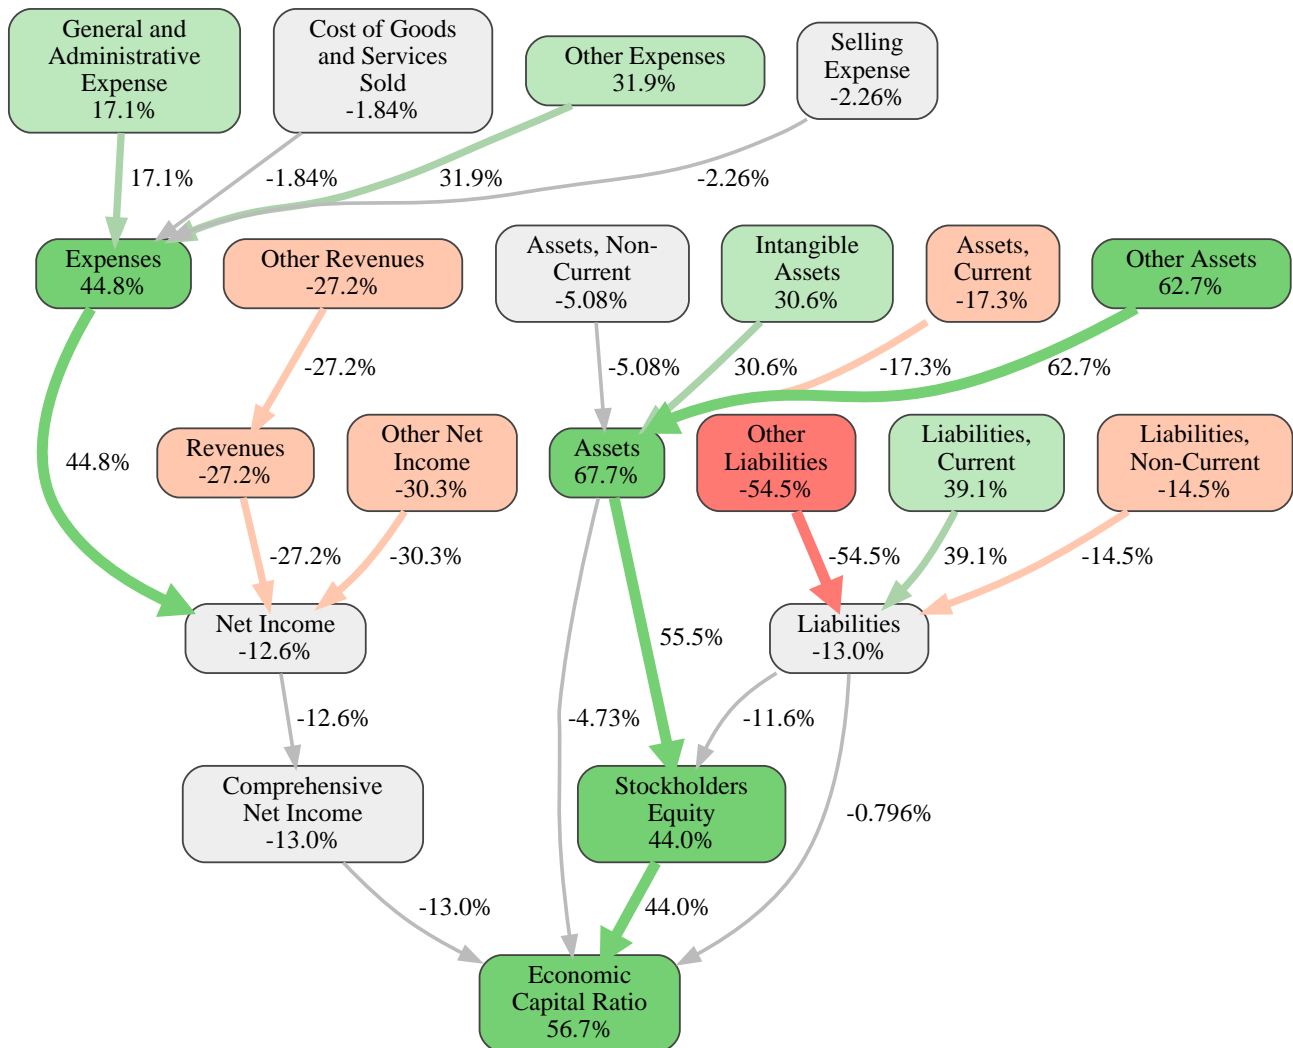 General and
Administrative
Expense
17.1%
Cost of Goods
and Services
Sold
-1.84%
Other Expenses
31.9%
Selling
Expense
-2.26%
17.1%
-1.84%
31.9%
-2.26%
Expenses
44.8%
Other Revenues
-27.2%
Assets, Non-
Current
-5.08%
Intangible
Assets
30.6%
Assets,
Current
-17.3%
Other Assets
62.7%
-27.2%
-5.08%
30.6%
-17.3%
62.7%
44.8%
Revenues
-27.2%
Other Net
Income
-30.3%
Assets
67.7%
Other
Liabilities
-54.5%
Liabilities,
Current
39.1%
Liabilities,
Non-Current
-14.5%
-27.2%
-30.3%
-54.5%
39.1%
-14.5%
Net Income
-12.6%
55.5%
Liabilities
-13.0%
-12.6%
-4.73%
-11.6%
Comprehensive
Net Income
-13.0%
Stockholders
Equity
44.0%
-0.796%
-13.0%
44.0%
Economic
Capital Ratio
56.7%